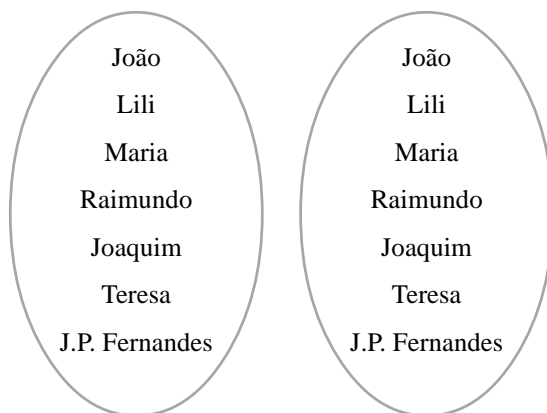 João
Lili
Maria
Raimundo
Joaquim
Teresa
J.P. Fernandes
João
Lili
Maria
Raimundo
Joaquim
Teresa
J.P. Fernandes